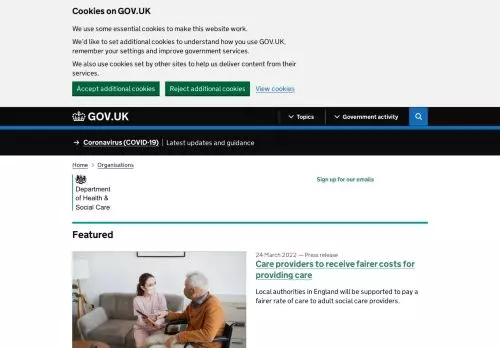 Cookies on GOV.UK
We use some essential cookies to make this website work.
We'd like to set additional cookies to understand how you use GOV.UK,
remember your settings and improve government services.
We also use cookies set by other sites to help us deliver content from their
services.
Accept additional cookies
Reject additional cookies
View cookies
GOV.UK
Topics
Government activity
→ Coronavirus (COVID-19) | Latest updates and guidance
Home > Organisations
Department
of Health &
Social Care
Sign up for our emails
Featured
24 March 2022 — Press release
Care providers to receive fairer costs for
providing care
Local authorities in England will be supported to pay a
fairer rate of care to adult social care providers.